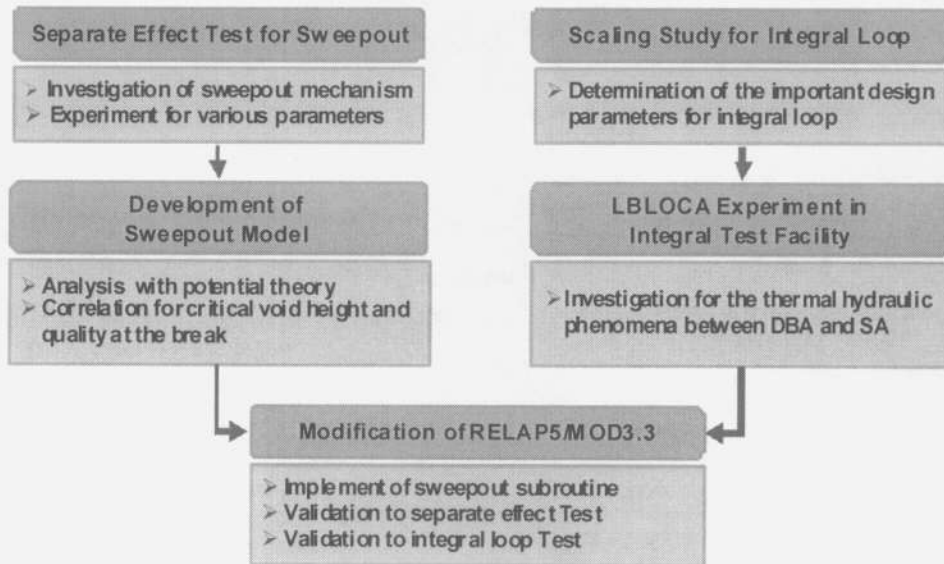 Separate Effect Test for Sweepout
➢ Investigation of sweepout mechanism
➢ Experiment for various parameters
Development of
Sweepout Model
➢ Analysis with potential theory
➢ Correlation for critical void height and
quality at the break
Scaling Study for Integral Loop
➢ Determination of the important design
parameters for integral loop
LBLOCA Experiment in
Integral Test Facility
➢ Investigation for the thermal hydraulic
phenomena between DBA and SA
Modification of RELAP5/MOD3.3
➢ Implement of sweepout subroutine
➢ Validation to separate effect Test
➢ Validation to integral loop Test